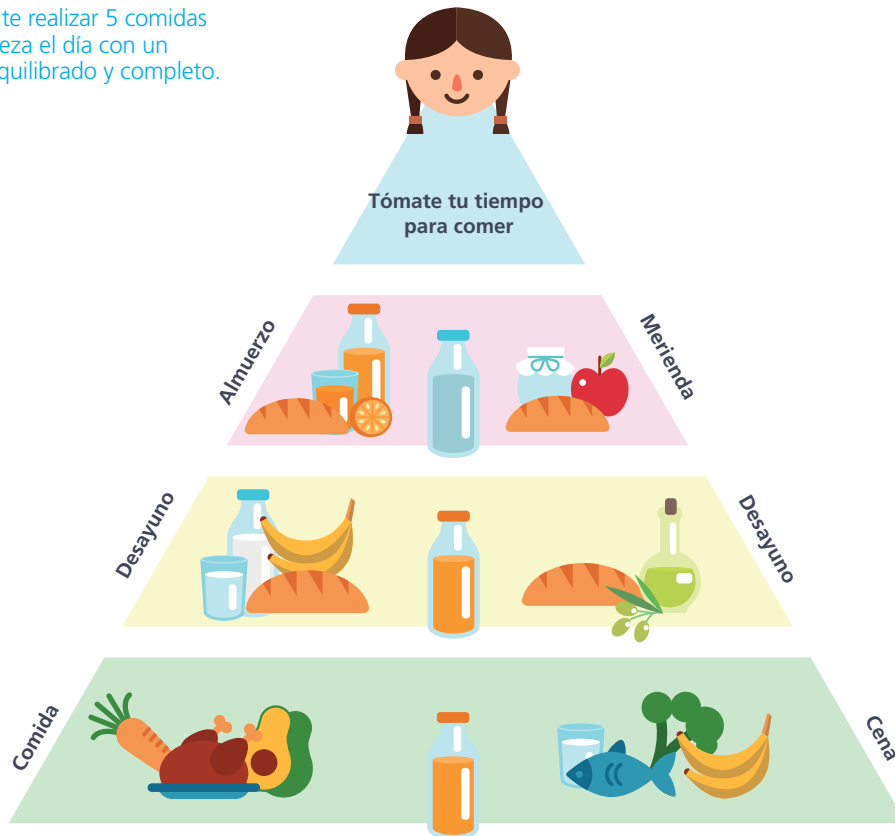 te realizar 5 comidas
eza el día con un
quilibrado y completo.
Tómate tu tiempo
para comer
Almuerzo
Merienda
Desayuno
Desayuno
Comida
Cena